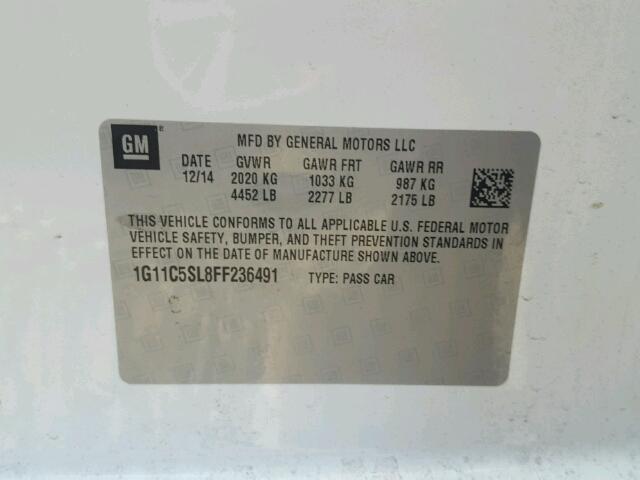 GM
MFD BY GENERAL MOTORS LLC
DATE GVWR GAWR FRT GAWR RR
12/14 2020 KG 1033 KG 987 KG
4452 LB 2277 LB 2175 LB
THIS VEHICLE CONFORMS TO ALL APPLICABLE U.S. FEDERAL MOTOR
VEHICLE SAFETY, BUMPER, AND THEFT PREVENTION STANDARDS IN
EFFECT ON THE DATE OF MANUFACTURE SHOWN ABOVE.
1G11C5SL8FF236491 TYPE: PASS CAR